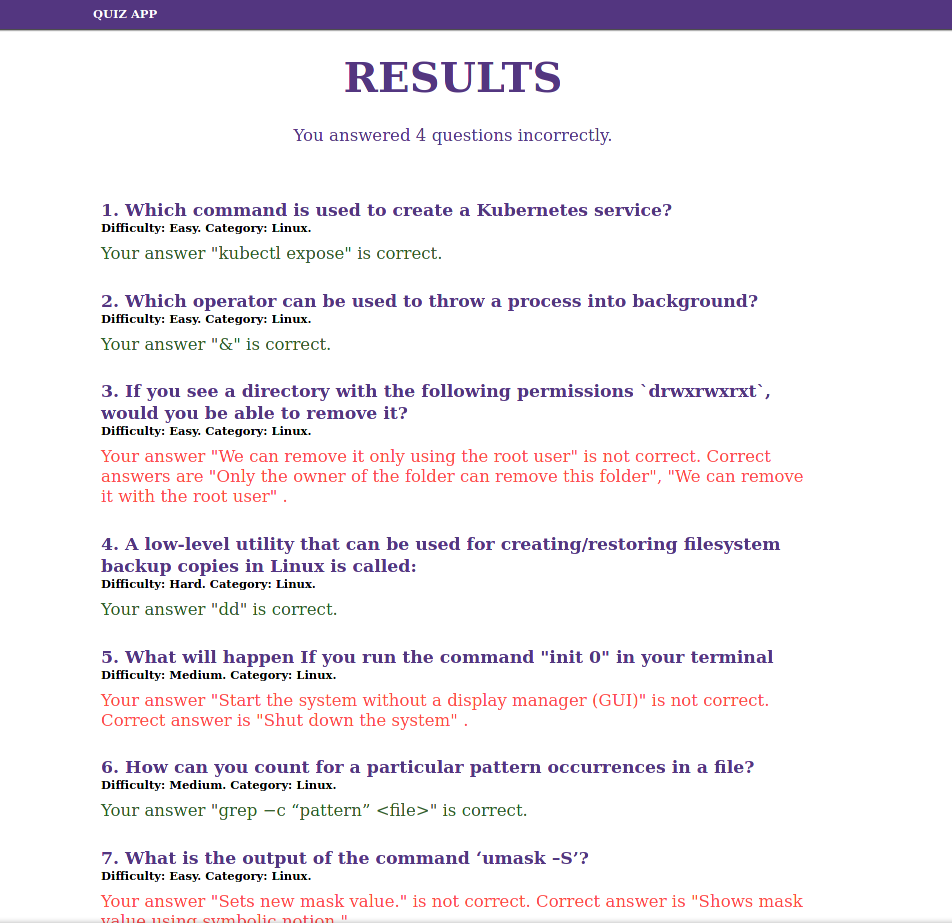 QUIZ APP
RESULTS
You answered 4 questions incorrectly.
1. Which command is used to create a Kubernetes service?
Difficulty: Easy. Category: Linux.
Your answer "kubectl expose" is correct.
2. Which operator can be used to throw a process into background?
Difficulty: Easy. Category: Linux.
Your answer "&" is correct.
3. If you see a directory with the following permissions `drwxrwxrxt`,
would you be able to remove it?
Difficulty: Easy. Category: Linux.
Your answer "We can remove it only using the root user" is not correct. Correct
answers are "Only the owner of the folder can remove this folder", "We can remove
it with the root user" .
4. A low-level utility that can be used for creating/restoring filesystem
backup copies in Linux is called:
Difficulty: Hard. Category: Linux.
Your answer "dd" is correct.
5. What will happen If you run the command "init 0" in your terminal
Difficulty: Medium. Category: Linux.
Your answer "Start the system without a display manager (GUI)" is not correct.
Correct answer is "Shut down the system" .
6. How can you count for a particular pattern occurrences in a file?
Difficulty: Medium. Category: Linux.
Your answer "grep −c “pattern” <file>" is correct.
7. What is the output of the command ‘umask –S’?
Difficulty: Easy. Category: Linux.
Your answer "Sets new mask value." is not correct. Correct answer is "Shows mask
value using symbolic notion."